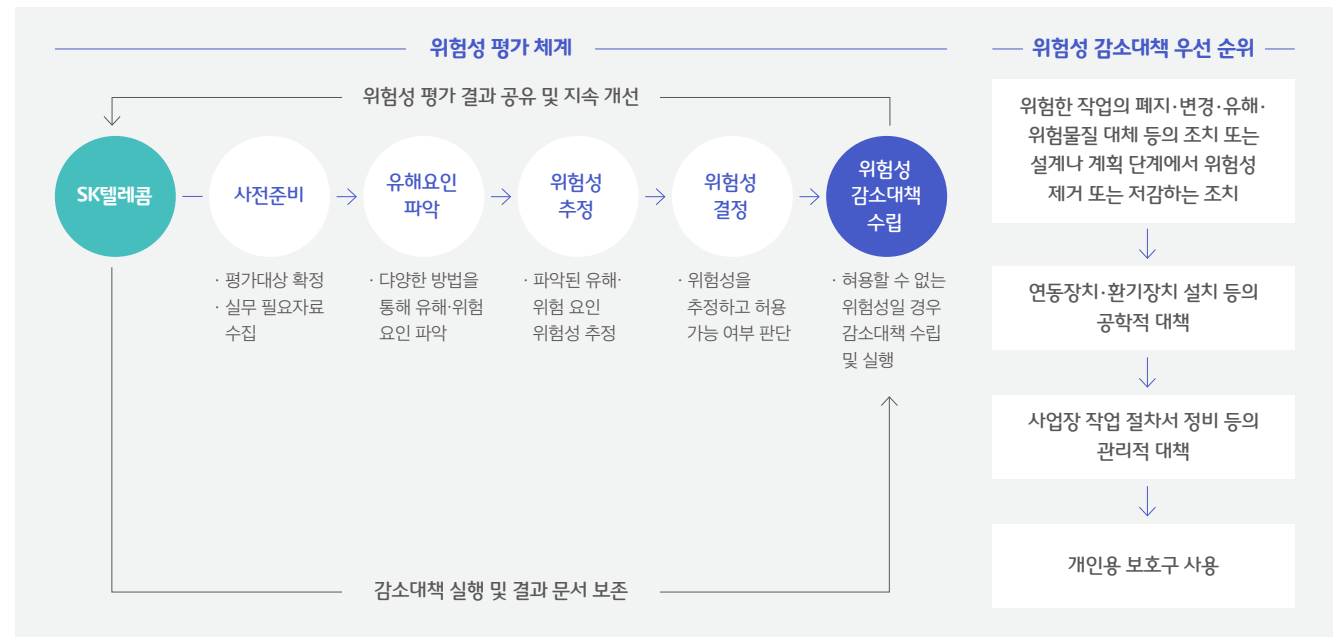 위험성 평가 체계
위험성 평가 결과 공유 및 지속 개선
SK텔레콤
사전준비
· 평가대상 확정
· 실무 필요자료
수집
유해요인
파악
· 다양한 방법을
통해 유해·위험
요인 파악
위험성
추정
· 파악된 유해·
위험 요인
위험성 추정
위험성
결정
· 위험성을
추정하고 허용
가능 여부 판단
위험성
감소대책
수립
· 허용할 수 없는
위험성일 경우
감소대책 수립
및 실행
감소대책 실행 및 결과 문서 보존
위험성 감소대책 우선 순위
위험한 작업의 폐지·변경·유해·
위험물질 대체 등의 조치 또는
설계나 계획 단계에서 위험성
제거 또는 저감하는 조치
연동장치·환기장치 설치 등의
공학적 대책
사업장 작업 절차서 정비 등의
관리적 대책
개인용 보호구 사용